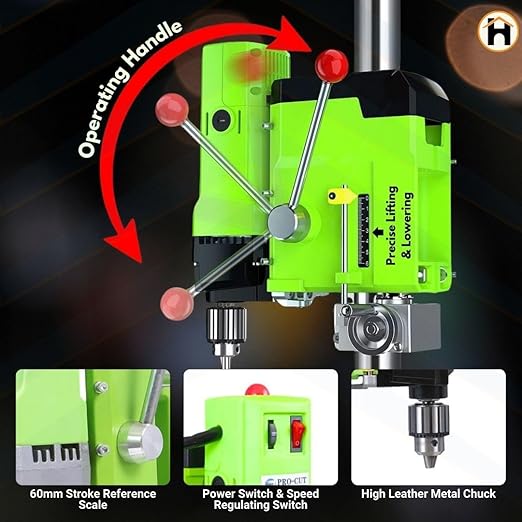 Operating Handle
Precise Lifting
& Lowering
PRO-CUT
60mm Stroke Reference
Scale
Power Switch & Speed
Regulating Switch
High Leather Metal Chuck